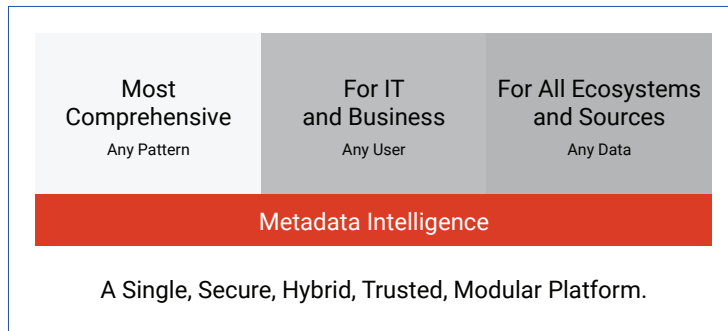 Most
Comprehensive
Any Pattern
For IT
and Business
Any User
For All Ecosystems
and Sources
Any Data
Metadata Intelligence
A Single, Secure, Hybrid, Trusted, Modular Platform.